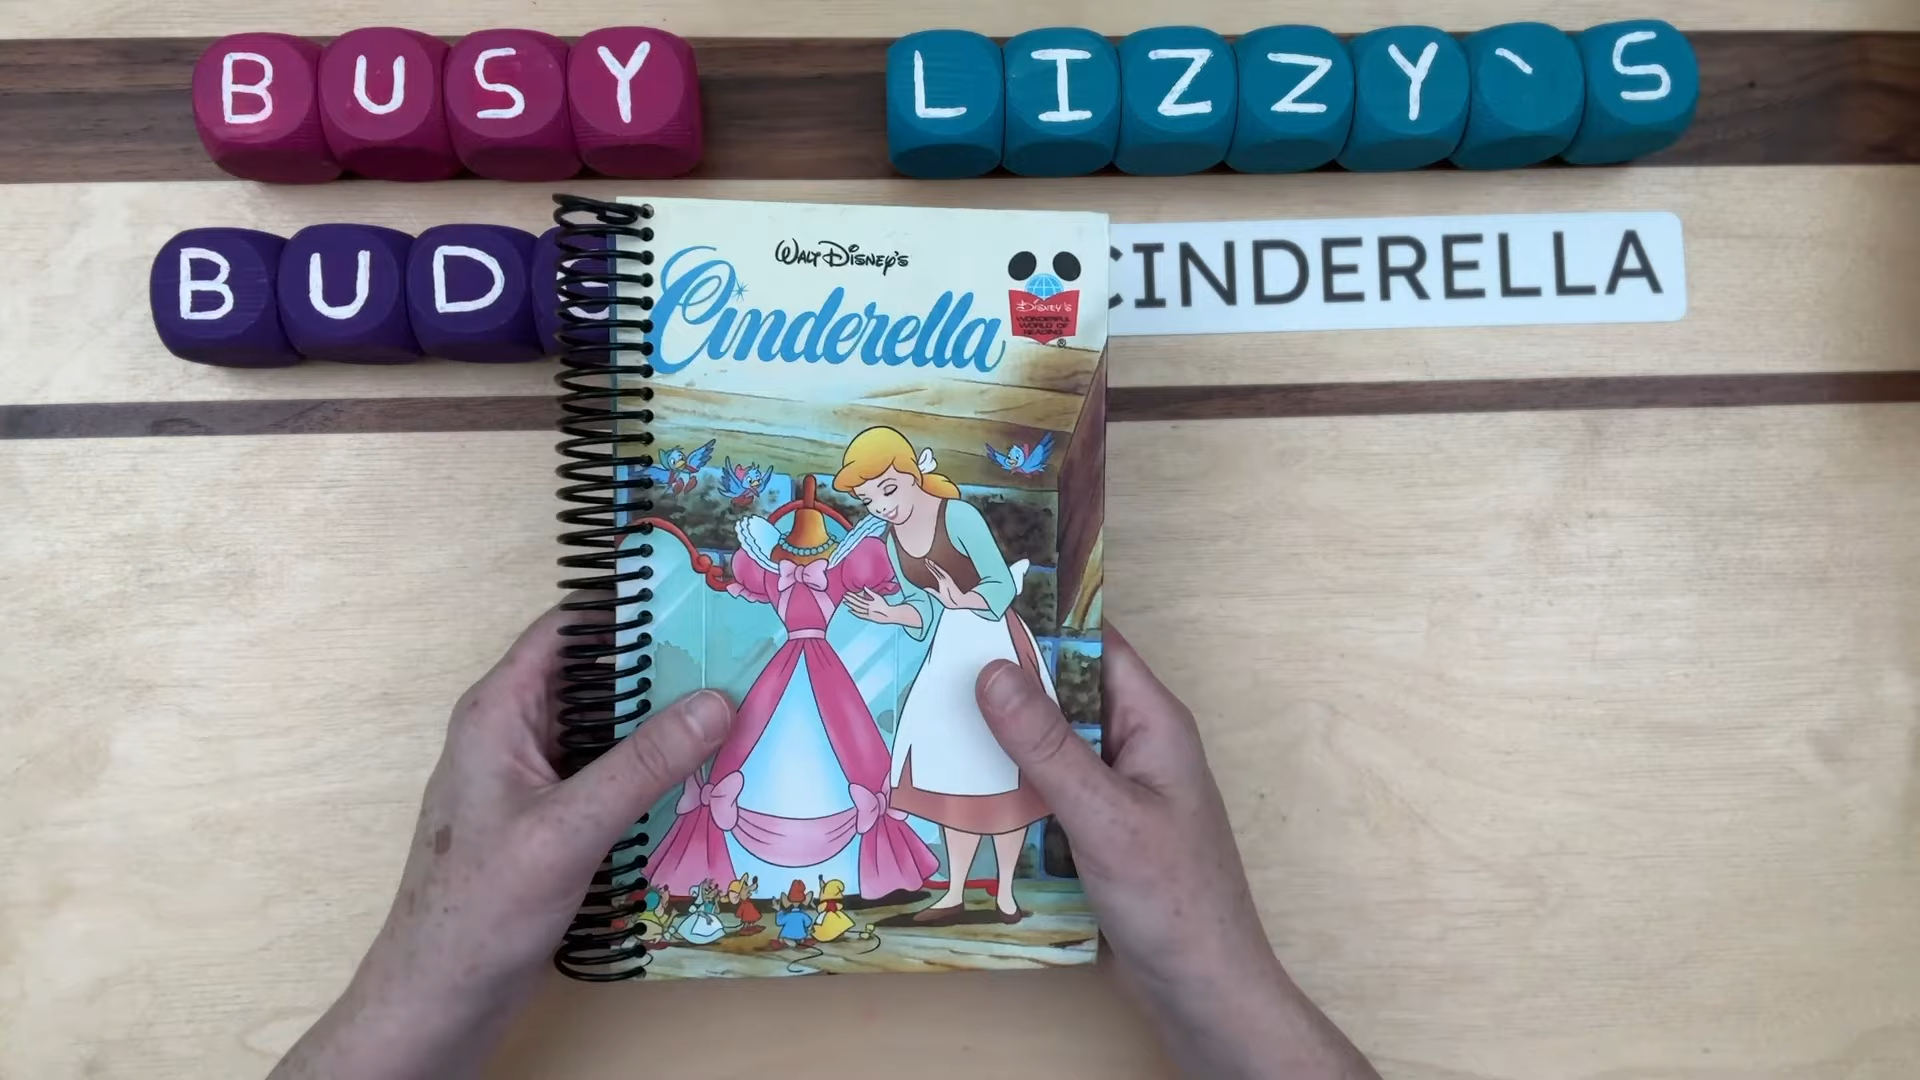 BUSY LIZZY`S
BUD
CINDERELLA
WALT DISNEY'S
Cinderella
DISNEY'S
WONDERFUL
WORLD OF
READING
®